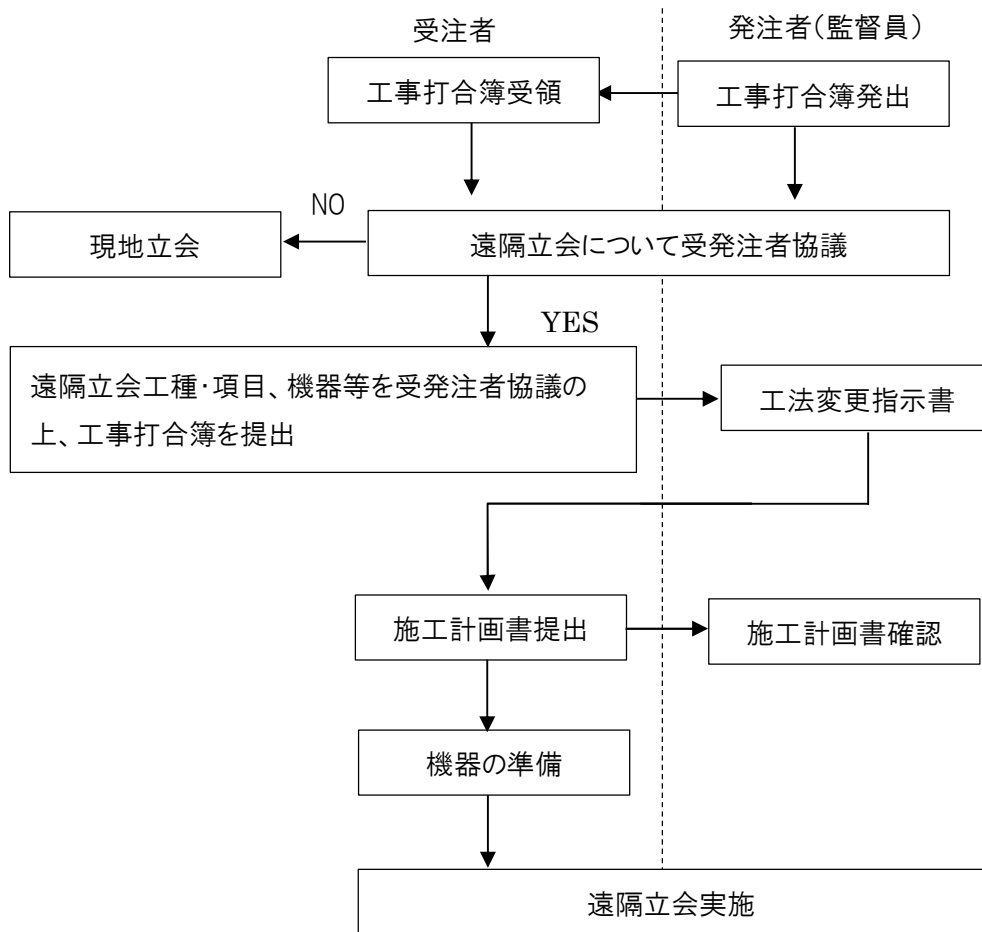 受注者
発注者(監督員)
工事打合簿受領
工事打合簿発出
NO
現地立会
遠隔立会について受発注者協議
YES
遠隔立会工種・項目、機器等を受発注者協議の
上、工事打合簿を提出
工法変更指示書
施工計画書提出
施工計画書確認
機器の準備
遠隔立会実施